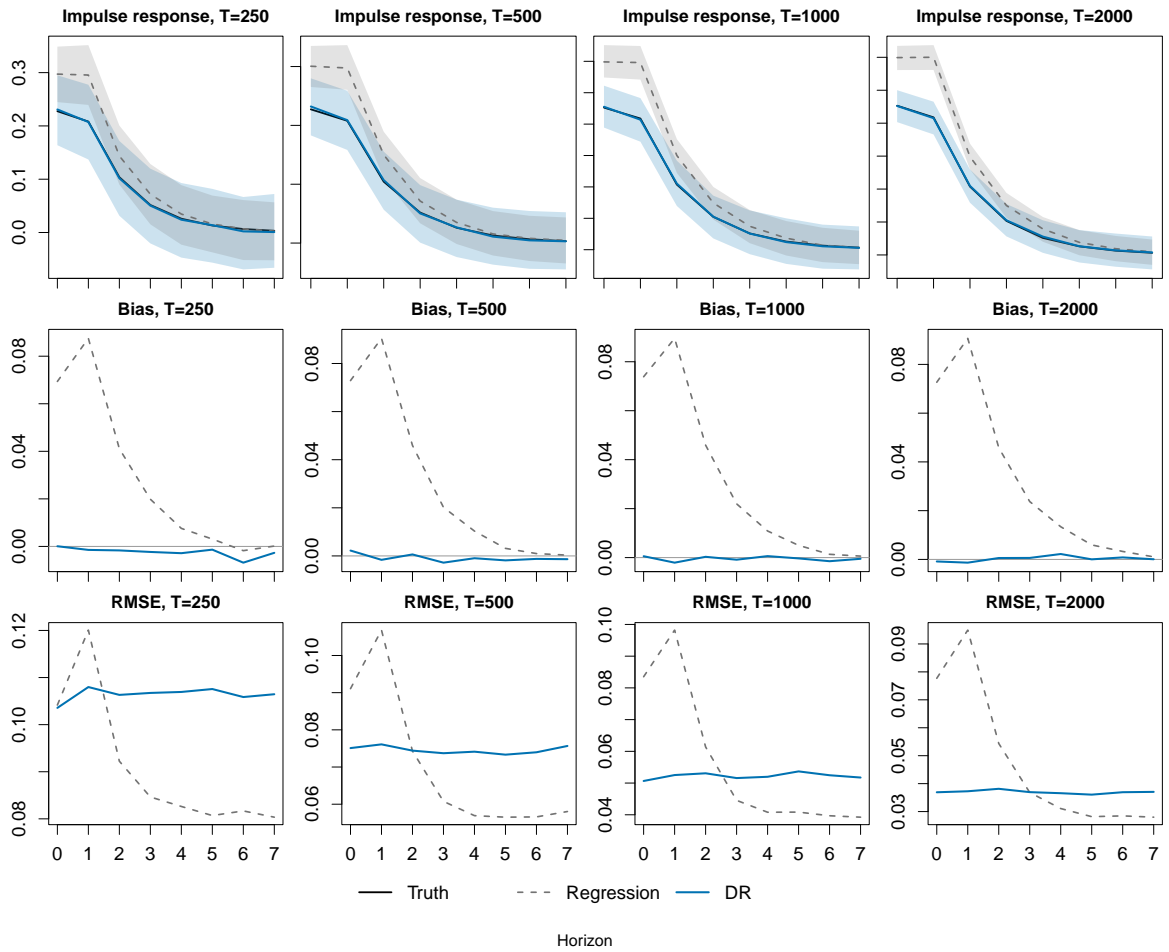 Impulse response, T=250 Impulse response, T=500 Impulse response, T=1000 Impulse response, T=2000
0.3
0.2
0.1
0.0
Bias, T=250 Bias, T=500 Bias, T=1000 Bias, T=2000
0.08 0.08 0.08 0.08
0.04 0.04 0.04 0.04
0.00 0.00 0.00 0.00
RMSE, T=250 RMSE, T=500 RMSE, T=1000 RMSE, T=2000
0.12 0.10 0.10 0.09
0.10 0.08 0.08 0.07
0.08 0.06 0.06 0.05
0.04 0.03
0 1 2 3 4 5 6 7 0 1 2 3 4 5 6 7 0 1 2 3 4 5 6 7 0 1 2 3 4 5 6 7
Truth Regression DR
Horizon